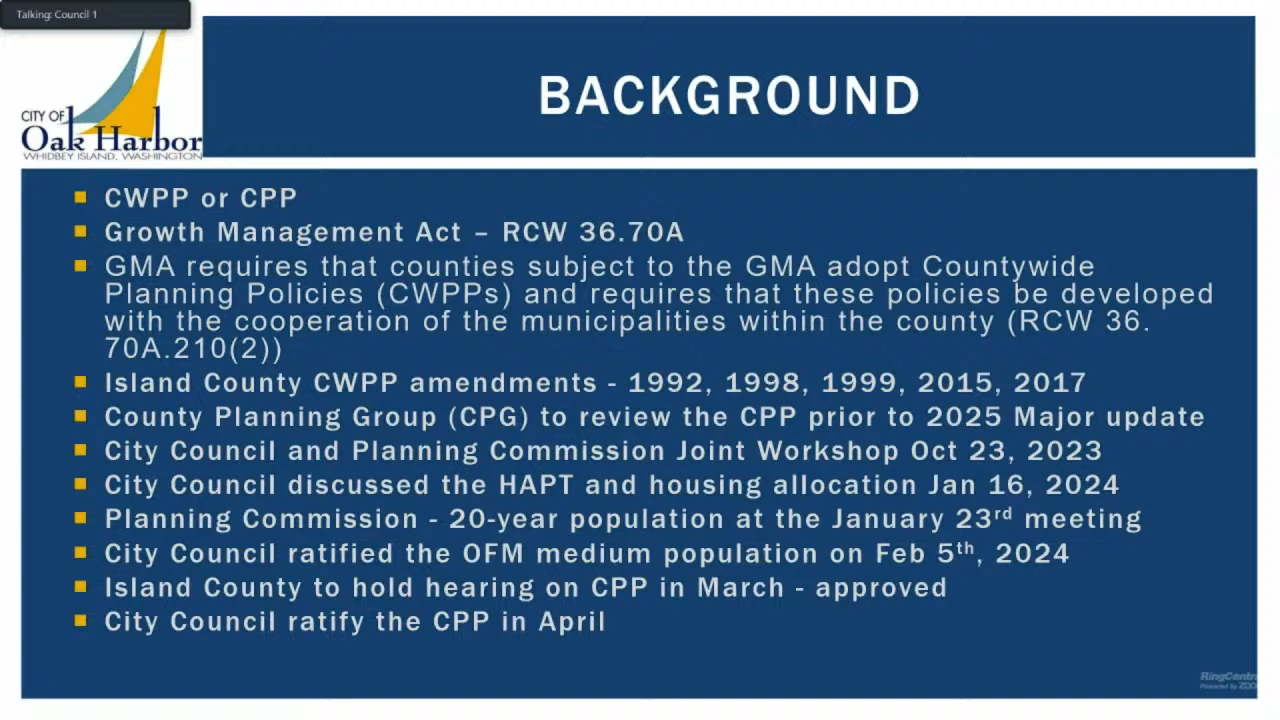 Talking: Council 1
CITY OF
Oak Harbor
WHIDBEY ISLAND, WASHINGTON
BACKGROUND
CWPP or CPP
Growth Management Act – RCW 36.70A
GMA requires that counties subject to the GMA adopt Countywide
Planning Policies (CWPPs) and requires that these policies be developed
with the cooperation of the municipalities within the county (RCW 36.
70A.210(2))
Island County CWPP amendments - 1992, 1998, 1999, 2015, 2017
County Planning Group (CPG) to review the CPP prior to 2025 Major update
City Council and Planning Commission Joint Workshop Oct 23, 2023
City Council discussed the HAPT and housing allocation Jan 16, 2024
Planning Commission - 20-year population at the January 23rd meeting
City Council ratified the OFM medium population on Feb 5th, 2024
Island County to hold hearing on CPP in March - approved
City Council ratify the CPP in April
Powered by